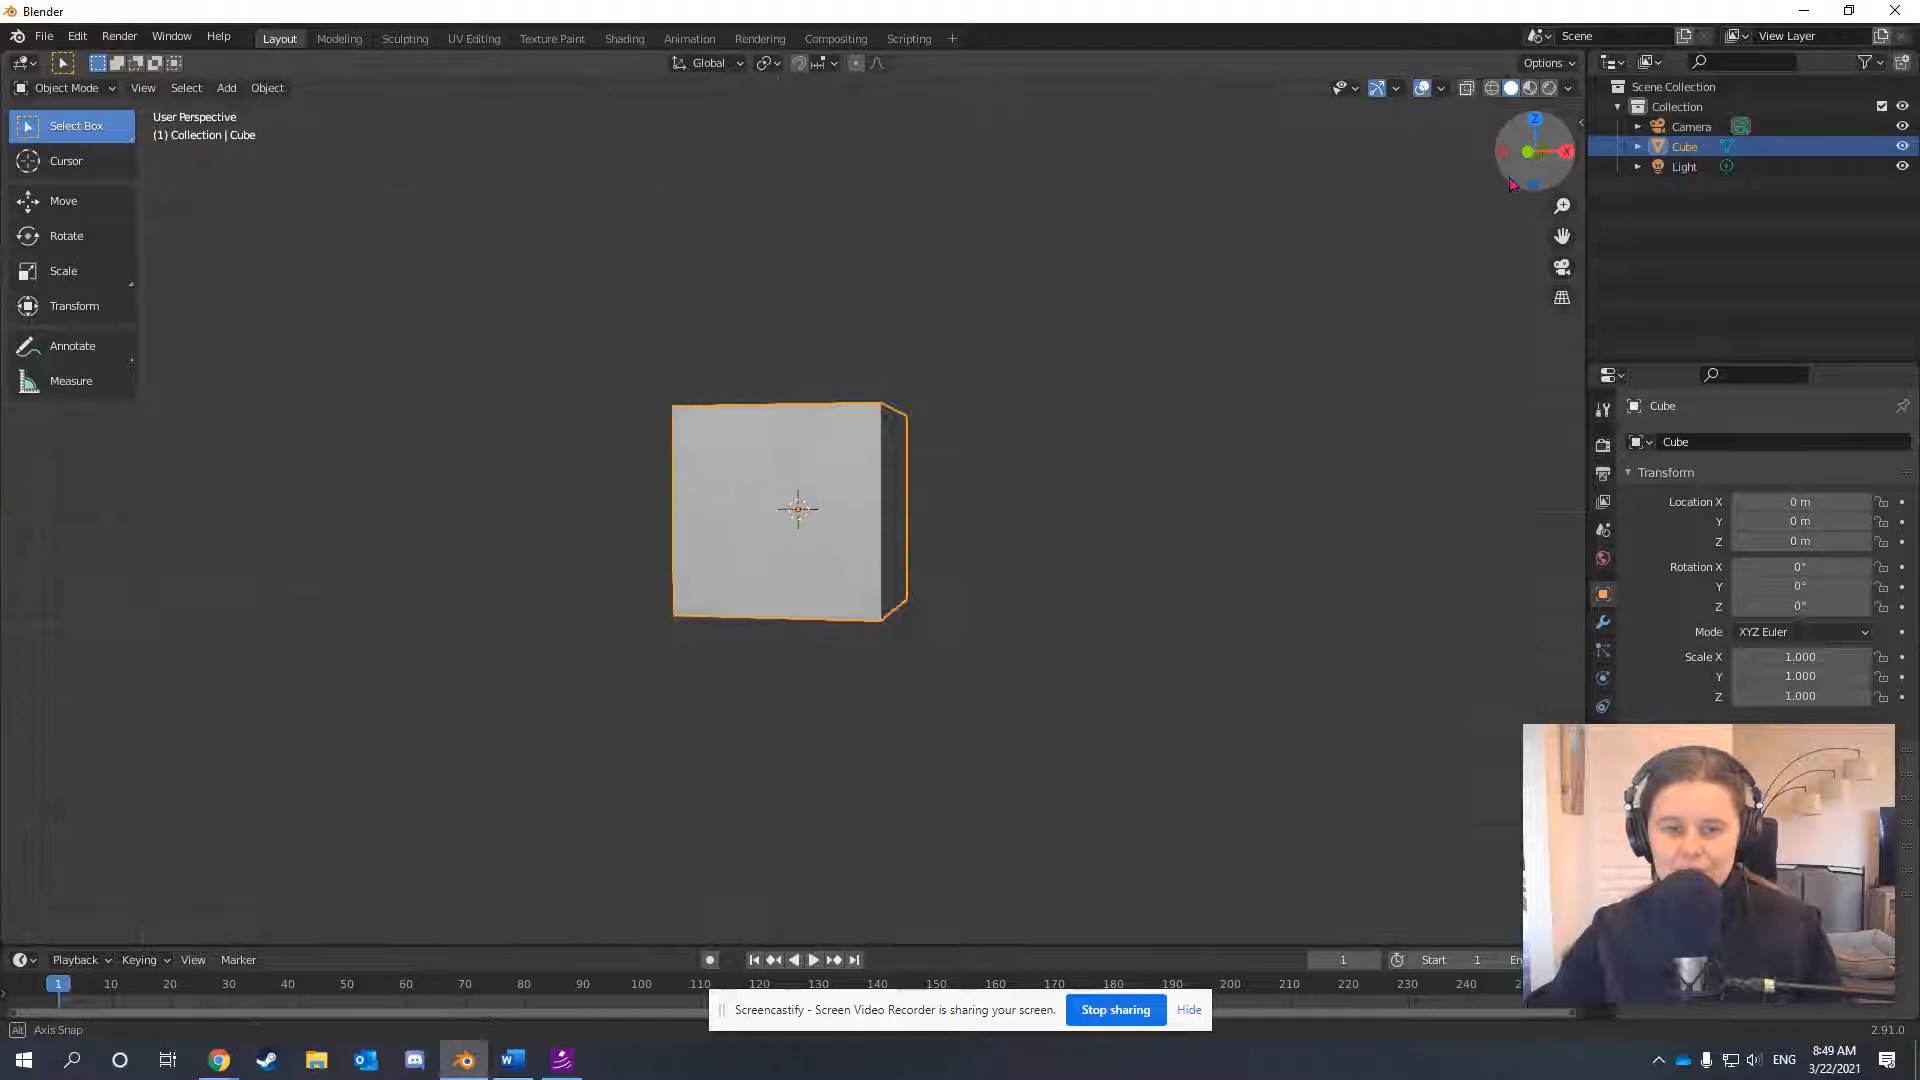 Blender
File Edit Render Window Help
Layout Modeling Sculpting UV Editing Texture Paint Shading Animation Rendering Compositing Scripting +
Scene
View Layer
Global
Options
Object Mode View Select Add Object
Select Box
Cursor
Move
Rotate
Scale
Transform
Annotate
Measure
User Perspective
(1) Collection | Cube
Z
X
Scene Collection
Collection
Camera
Cube
Light
Cube
Cube
Transform
Location X 0 m
Y 0 m
Z 0 m
Rotation X 0°
Y 0°
Z 0°
Mode XYZ Euler
Scale X 1.000
Y 1.000
Z 1.000
Playback Keying View Marker
1 Start 1 En
1 10 20 30 40 50 60 70 80 90 100 110 120 130 140 150 160 170 180 190 200 210 220 230 240
Screencastify - Screen Video Recorder is sharing your screen. Stop sharing Hide
Alt Axis Snap
2.91.0
ENG
8:49 AM
3/22/2021